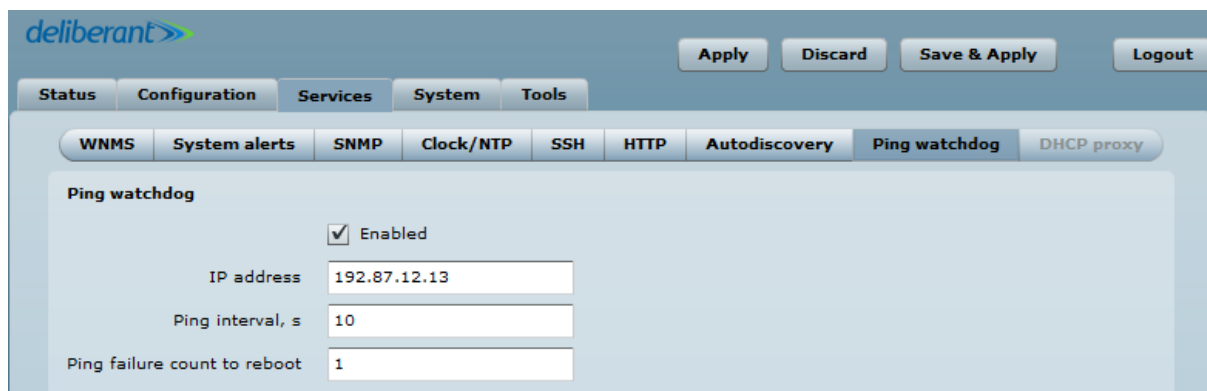 deliberant
Apply Discard Save & Apply Logout
Status Configuration Services System Tools
WNMS System alerts SNMP Clock/NTP SSH HTTP Autodiscovery Ping watchdog DHCP proxy
Ping watchdog
Enabled
IP address 192.87.12.13
Ping interval, s 10
Ping failure count to reboot 1